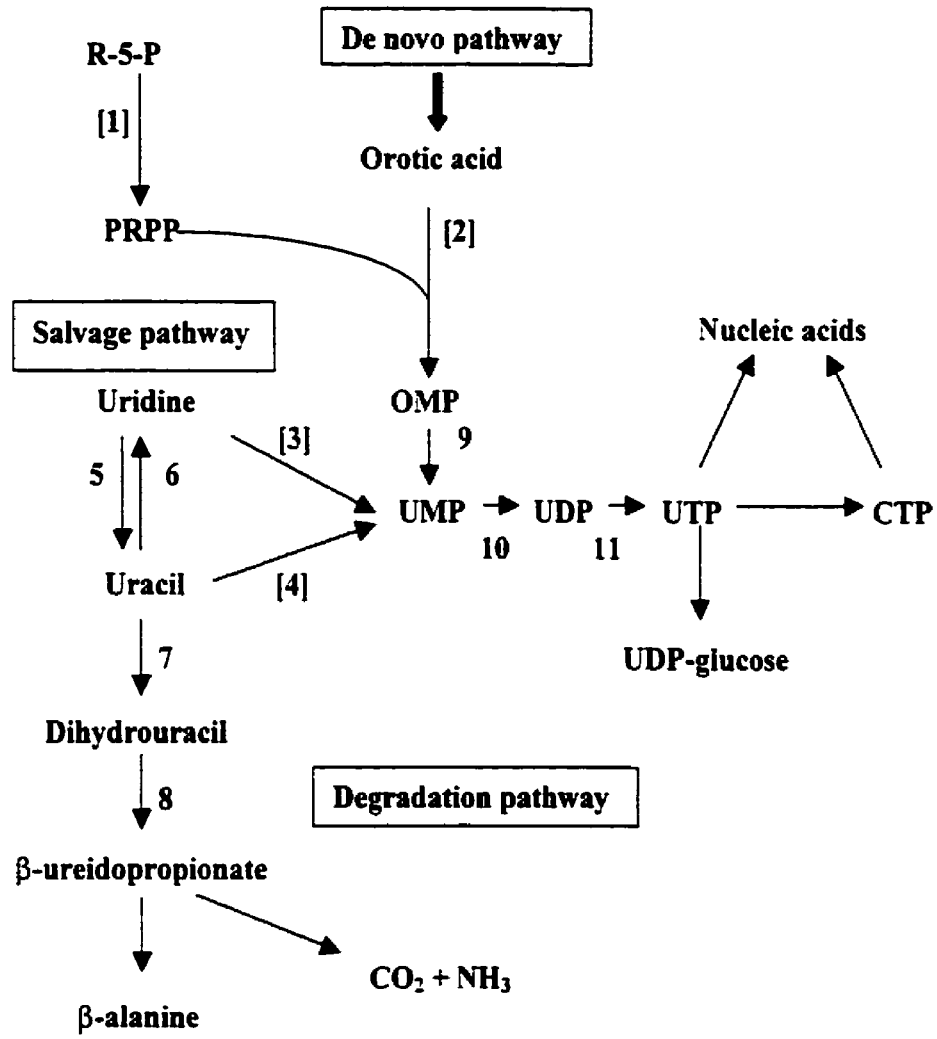 De novo pathway
R-5-P
[1]
Orotic acid
PRPP
[2]
Salvage pathway
Nucleic acids
Uridine
OMP
[3]
9
5
6
UMP
UDP
UTP
CTP
10
11
Uracil
[4]
7
UDP-glucose
Dihydrouracil
8
Degradation pathway
β-ureidopropionate
CO₂ + NH₃
β-alanine